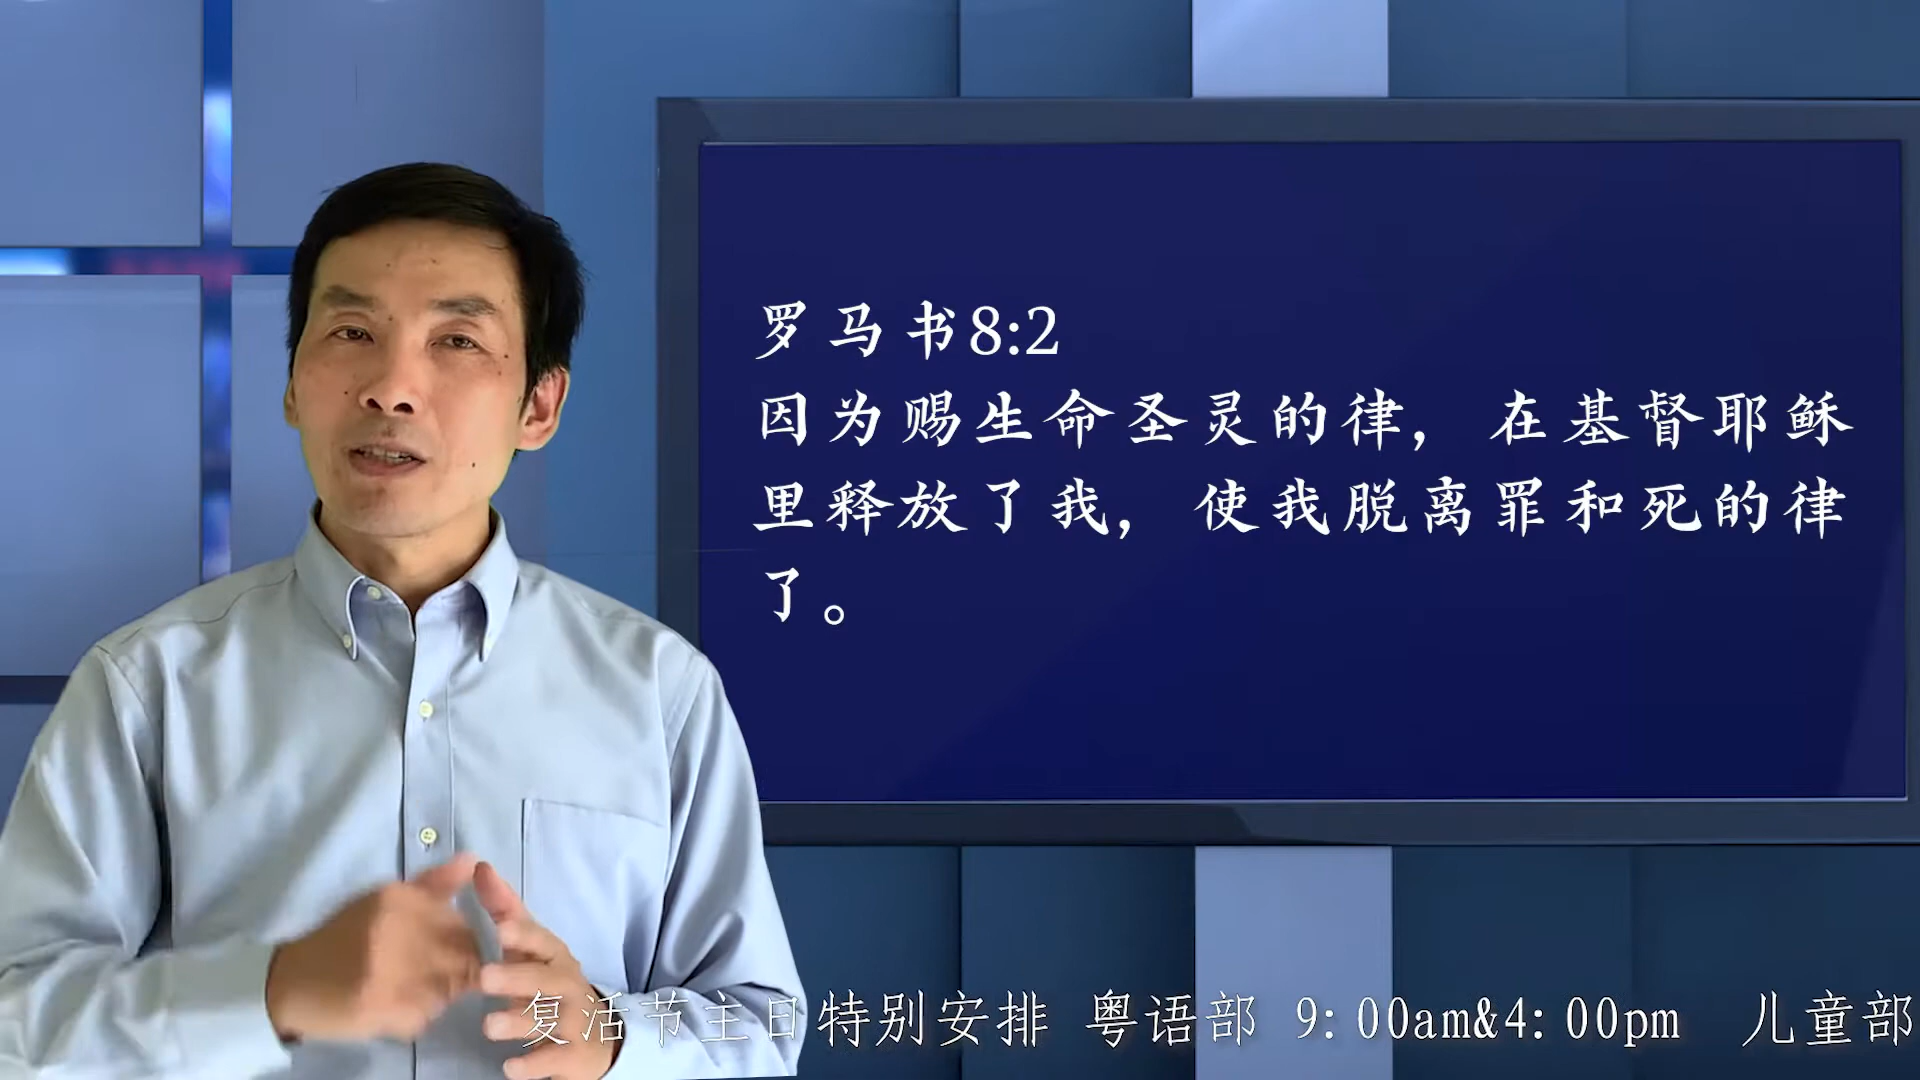 罗马书8:2
因为赐生命圣灵的律，在基督耶稣
里释放了我，使我脱离罪和死的律
了。
复活节主日特别安排 粤语部 9:00am&4:00pm 儿童部